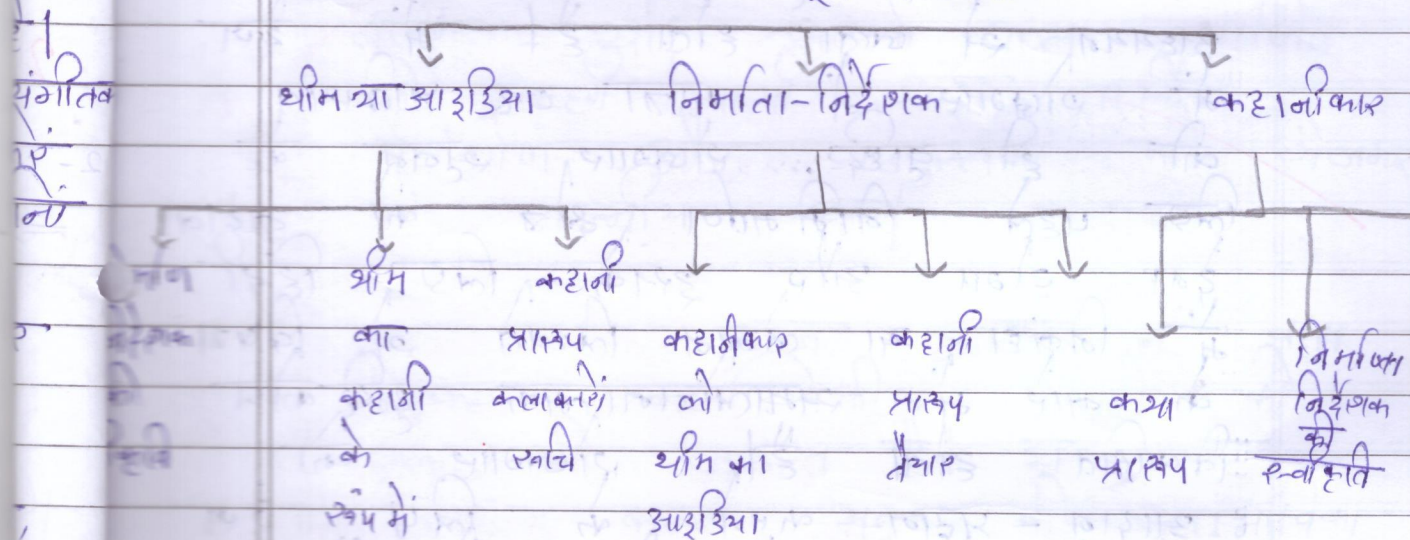 थीम या आइडिया निर्माता-निर्देशक कहानीकार
थीम कहानी
का प्रारूप कहानीकार कहानी निर्माता
कहानी कलाकारों को प्रारूप कथा निर्देशक
की
के रूचि थीम का तैयार प्रारूप स्वीकृति
रूप में आइडिया